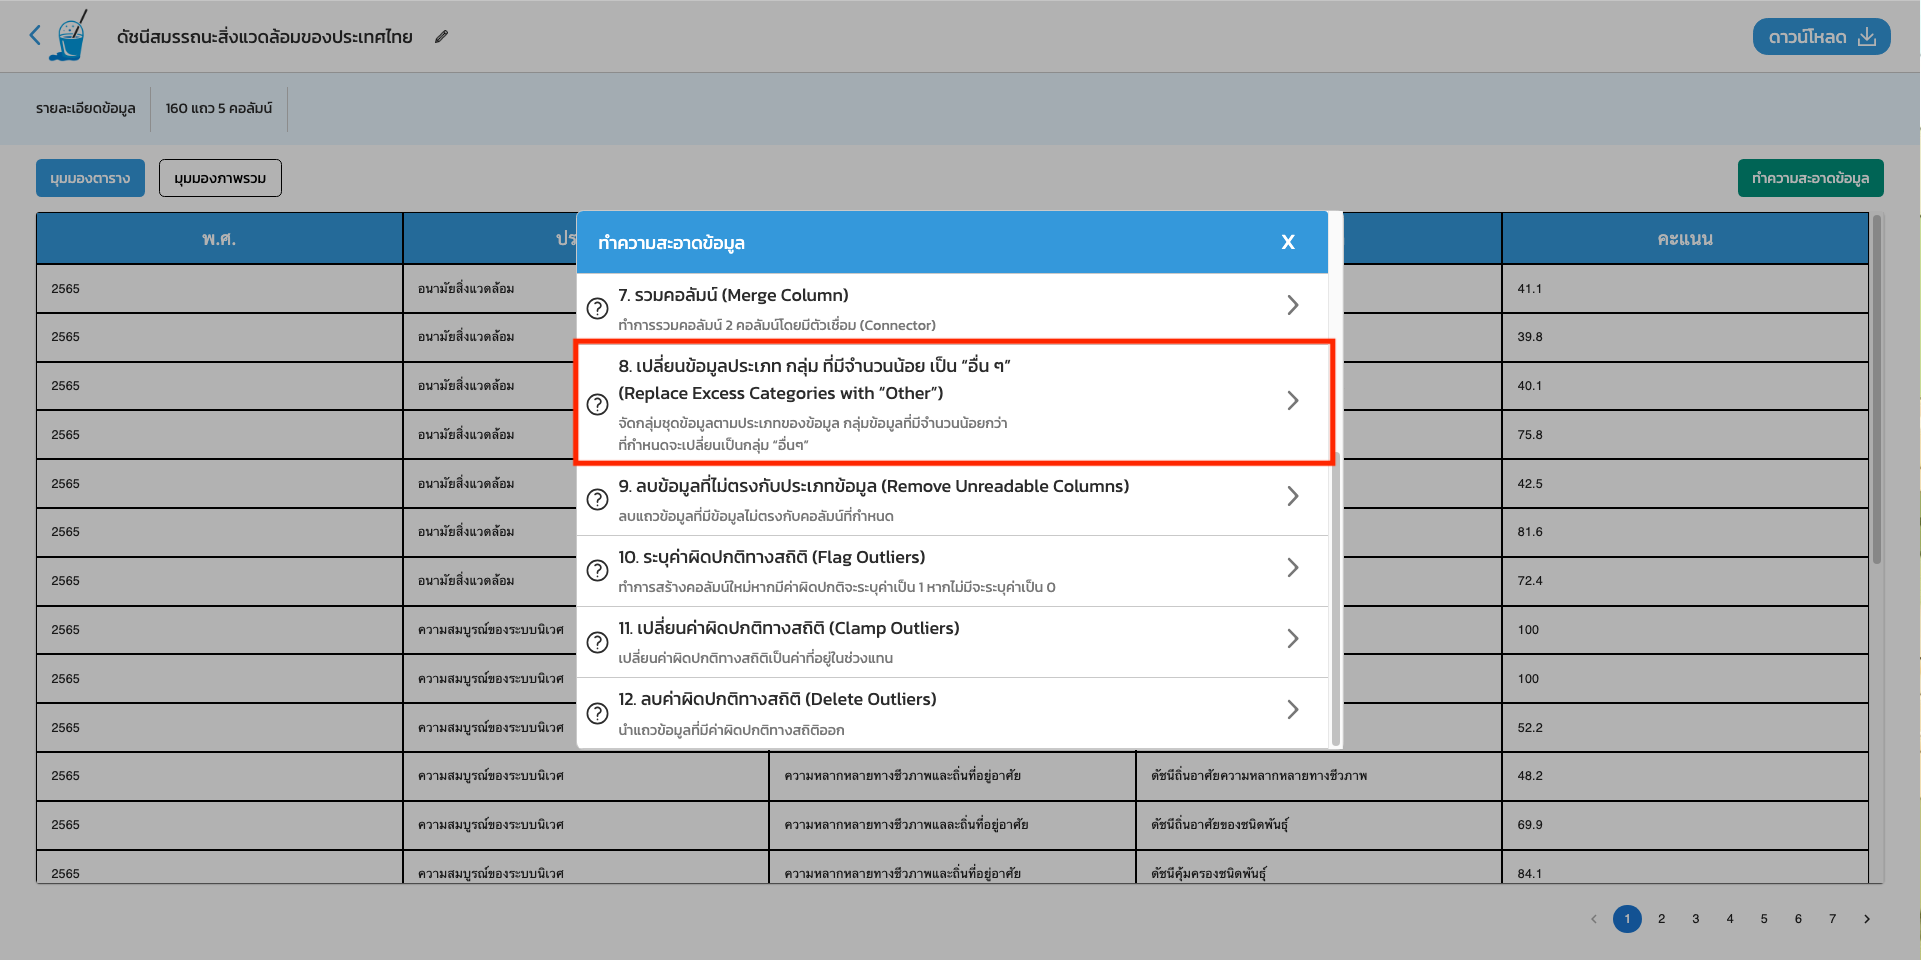 ดัชนีสมรรถนะสิ่งแวดล้อมของประเทศไทย
ดาวน์โหลด
รายละเอียดข้อมูล
160 แถว 5 คอลัมน์
มุมมองตาราง
มุมมองภาพรวม
ทำความสะอาดข้อมูล
พ.ศ.
ปร
คะแนน
ทำความสะอาดข้อมูล
X
7. รวมคอลัมน์ (Merge Column)
ทำการรวมคอลัมน์ 2 คอลัมน์โดยมีตัวเชื่อม (Connector)
8. เปลี่ยนข้อมูลประเภท กลุ่ม ที่มีจำนวนน้อย เป็น “อื่น ๆ”
(Replace Excess Categories with “Other”)
จัดกลุ่มชุดข้อมูลตามประเภทของข้อมูล กลุ่มข้อมูลที่มีจำนวนน้อยกว่า
ที่กำหนดจะเปลี่ยนเป็นกลุ่ม “อื่นๆ”
9. ลบข้อมูลที่ไม่ตรงกับประเภทข้อมูล (Remove Unreadable Columns)
ลบแถวข้อมูลที่มีข้อมูลไม่ตรงกับคอลัมน์ที่กำหนด
10. ระบุค่าผิดปกติทางสถิติ (Flag Outliers)
ทำการสร้างคอลัมน์ใหม่หากมีค่าผิดปกติจะระบุค่าเป็น 1 หากไม่มีจะระบุค่าเป็น 0
11. เปลี่ยนค่าผิดปกติทางสถิติ (Clamp Outliers)
เปลี่ยนค่าผิดปกติทางสถิติเป็นค่าที่อยู่ในช่วงแทน
12. ลบค่าผิดปกติทางสถิติ (Delete Outliers)
นำแถวข้อมูลที่มีค่าผิดปกติทางสถิติออก
2565 อนามัยสิ่งแวดล้อม 41.1
2565 อนามัยสิ่งแวดล้อม 39.8
2565 อนามัยสิ่งแวดล้อม 40.1
2565 อนามัยสิ่งแวดล้อม 75.8
2565 อนามัยสิ่งแวดล้อม 42.5
2565 อนามัยสิ่งแวดล้อม 81.6
2565 อนามัยสิ่งแวดล้อม 72.4
2565 ความสมบูรณ์ของระบบนิเวศ 100
2565 ความสมบูรณ์ของระบบนิเวศ 100
2565 ความสมบูรณ์ของระบบนิเวศ 52.2
2565 ความสมบูรณ์ของระบบนิเวศ ความหลากหลายทางชีวภาพและถิ่นที่อยู่อาศัย ดัชนีถิ่นอาศัยความหลากหลายทางชีวภาพ 48.2
2565 ความสมบูรณ์ของระบบนิเวศ ความหลากหลายทางชีวภาพแลละถิ่นที่อยู่อาศัย ดัชนีถิ่นอาศัยของชนิดพันธุ์ 69.9
2565 ความสมบูรณ์ของระบบนิเวศ ความหลากหลายทางชีวภาพและถิ่นที่อยู่อาศัย ดัชนีคุ้มครองชนิดพันธุ์ 84.1
1 2 3 4 5 6 7